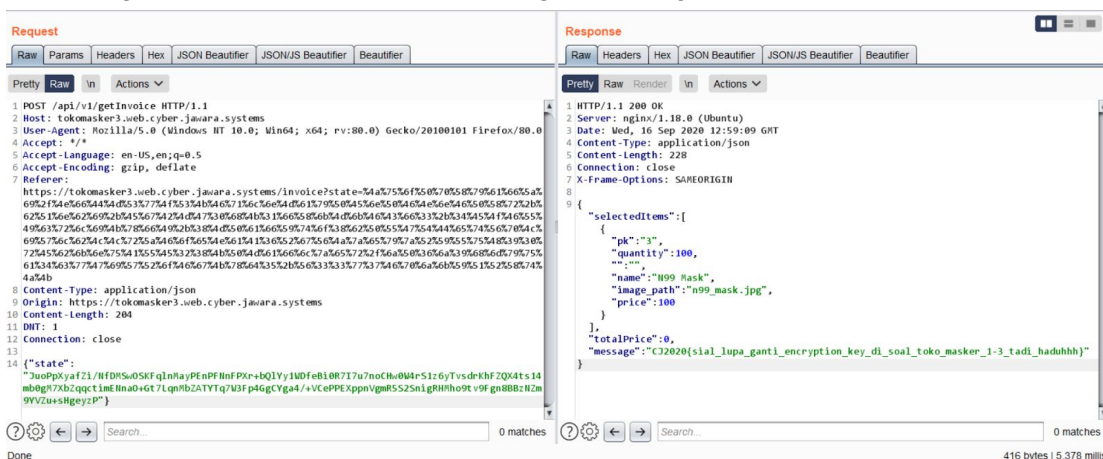 Request
Raw Params Headers Hex JSON Beautifier JSON/JS Beautifier Beautifier
Pretty Raw \n Actions
1 POST /api/v1/getInvoice HTTP/1.1
2 Host: tokomasker3.web.cyber.jawara.systems
3 User-Agent: Mozilla/5.0 (Windows NT 10.0; Win64; x64; rv:80.0) Gecko/20100101 Firefox/80.0
4 Accept: */*
5 Accept-Language: en-US,en;q=0.5
6 Accept-Encoding: gzip, deflate
7 Referer:
8 Content-Type: application/json
9 Origin: https://tokomasker3.web.cyber.jawara.systems
10 Content-Length: 204
11 DNT: 1
12 Connection: close
13
14 {"state":
Search...
0 matches
Done
Response
Raw Headers Hex JSON Beautifier JSON/JS Beautifier Beautifier
Pretty Raw Render \n Actions
1 HTTP/1.1 200 OK
2 Server: nginx/1.18.0 (Ubuntu)
3 Date: Wed, 16 Sep 2020 12:59:09 GMT
4 Content-Type: application/json
5 Content-Length: 228
6 Connection: close
7 X-Frame-Options: SAMEORIGIN
8
9 {
"selectedItems":[
{
"pk":"3",
"quantity":100,
"":"",
"name":"N99 Mask",
"image_path":"n99_mask.jpg",
"price":100
}
],
"totalPrice":0,
"message":"CJ2020{sial_lupa_ganti_encryption_key_di_soal_toko_masker_1-3_tadi_haduhhh}"
}
Search...
0 matches
416 bytes | 5,378 millis